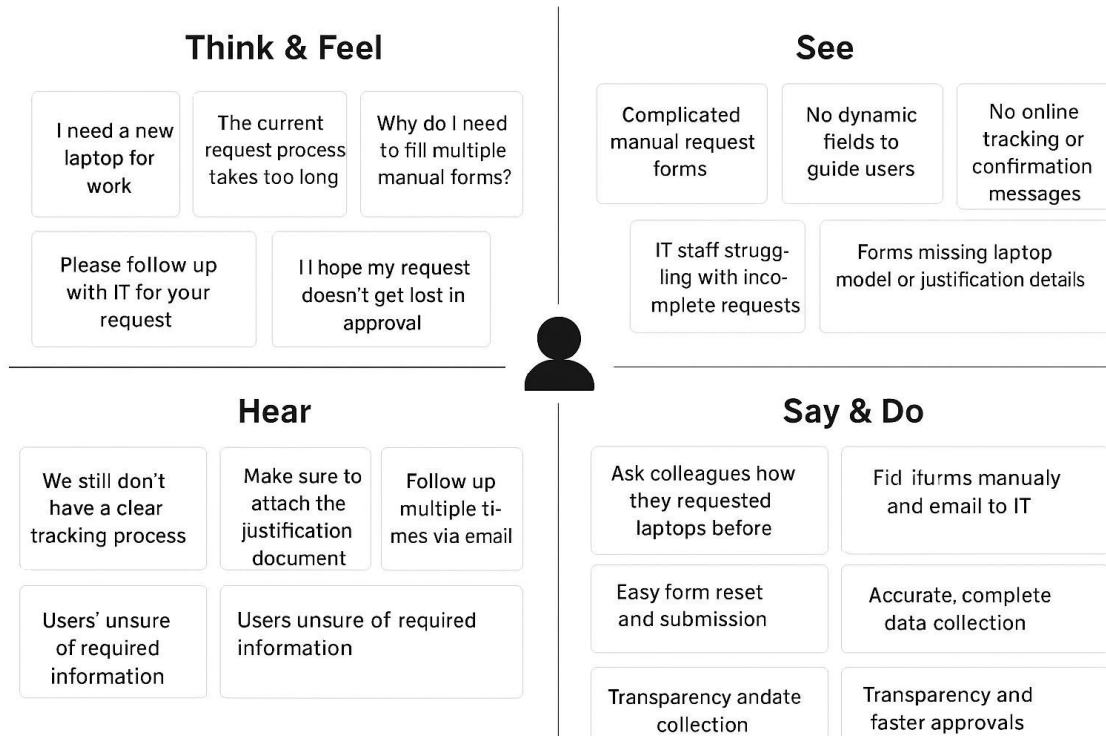 Think & Feel
I need a new
laptop for
work
The current
request process
takes too long
Why do I need
to fill multiple
manual forms?
Please follow up
with IT for your
request
I I hope my request
doesn't get lost in
approval
See
Complicated
manual request
forms
No dynamic
fields to
guide users
No online
tracking or
confirmation
messages
IT staff strugg-
ling with inco-
mplete requests
Forms missing laptop
model or justification details
Hear
We still don't
have a clear
tracking process
Make sure to
attach the
justification
document
Follow up
multiple ti-
mes via email
Users' unsure
of required
information
Users unsure of required
information
Say & Do
Ask colleagues how
they requested
laptops before
Fid ifurms manualy
and email to IT
Easy form reset
and submission
Accurate, complete
data collection
Transparency andate
collection
Transparency and
faster approvals